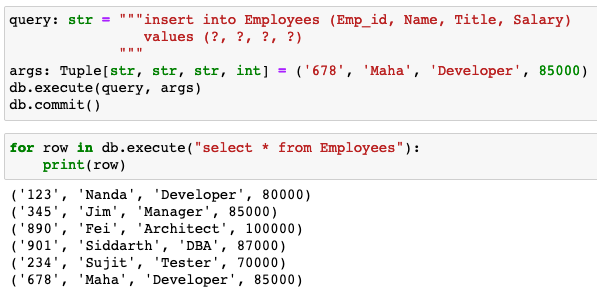 query: str = """insert into Employees (Emp_id, Name, Title, Salary)
values (?, ?, ?, ?)
"""
args: Tuple[str, str, str, int] = ('678', 'Maha', 'Developer', 85000)
db.execute(query, args)
db.commit()
for row in db.execute("select * from Employees"):
print(row)
('123', 'Nanda', 'Developer', 80000)
('345', 'Jim', 'Manager', 85000)
('890', 'Fei', 'Architect', 100000)
('901', 'Siddarth', 'DBA', 87000)
('234', 'Sujit', 'Tester', 70000)
('678', 'Maha', 'Developer', 85000)